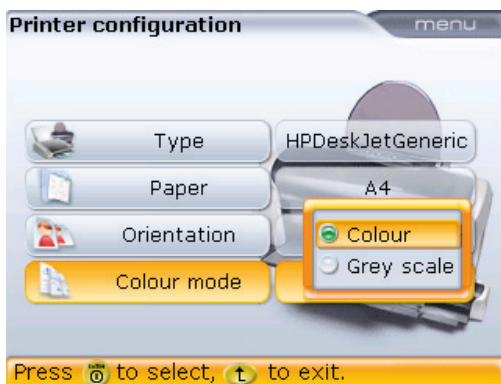 Printer configuration menu
Type HPDeskJetGeneric
Paper A4
Orientation
Colour
Colour mode
Grey scale
Press to select, to exit.